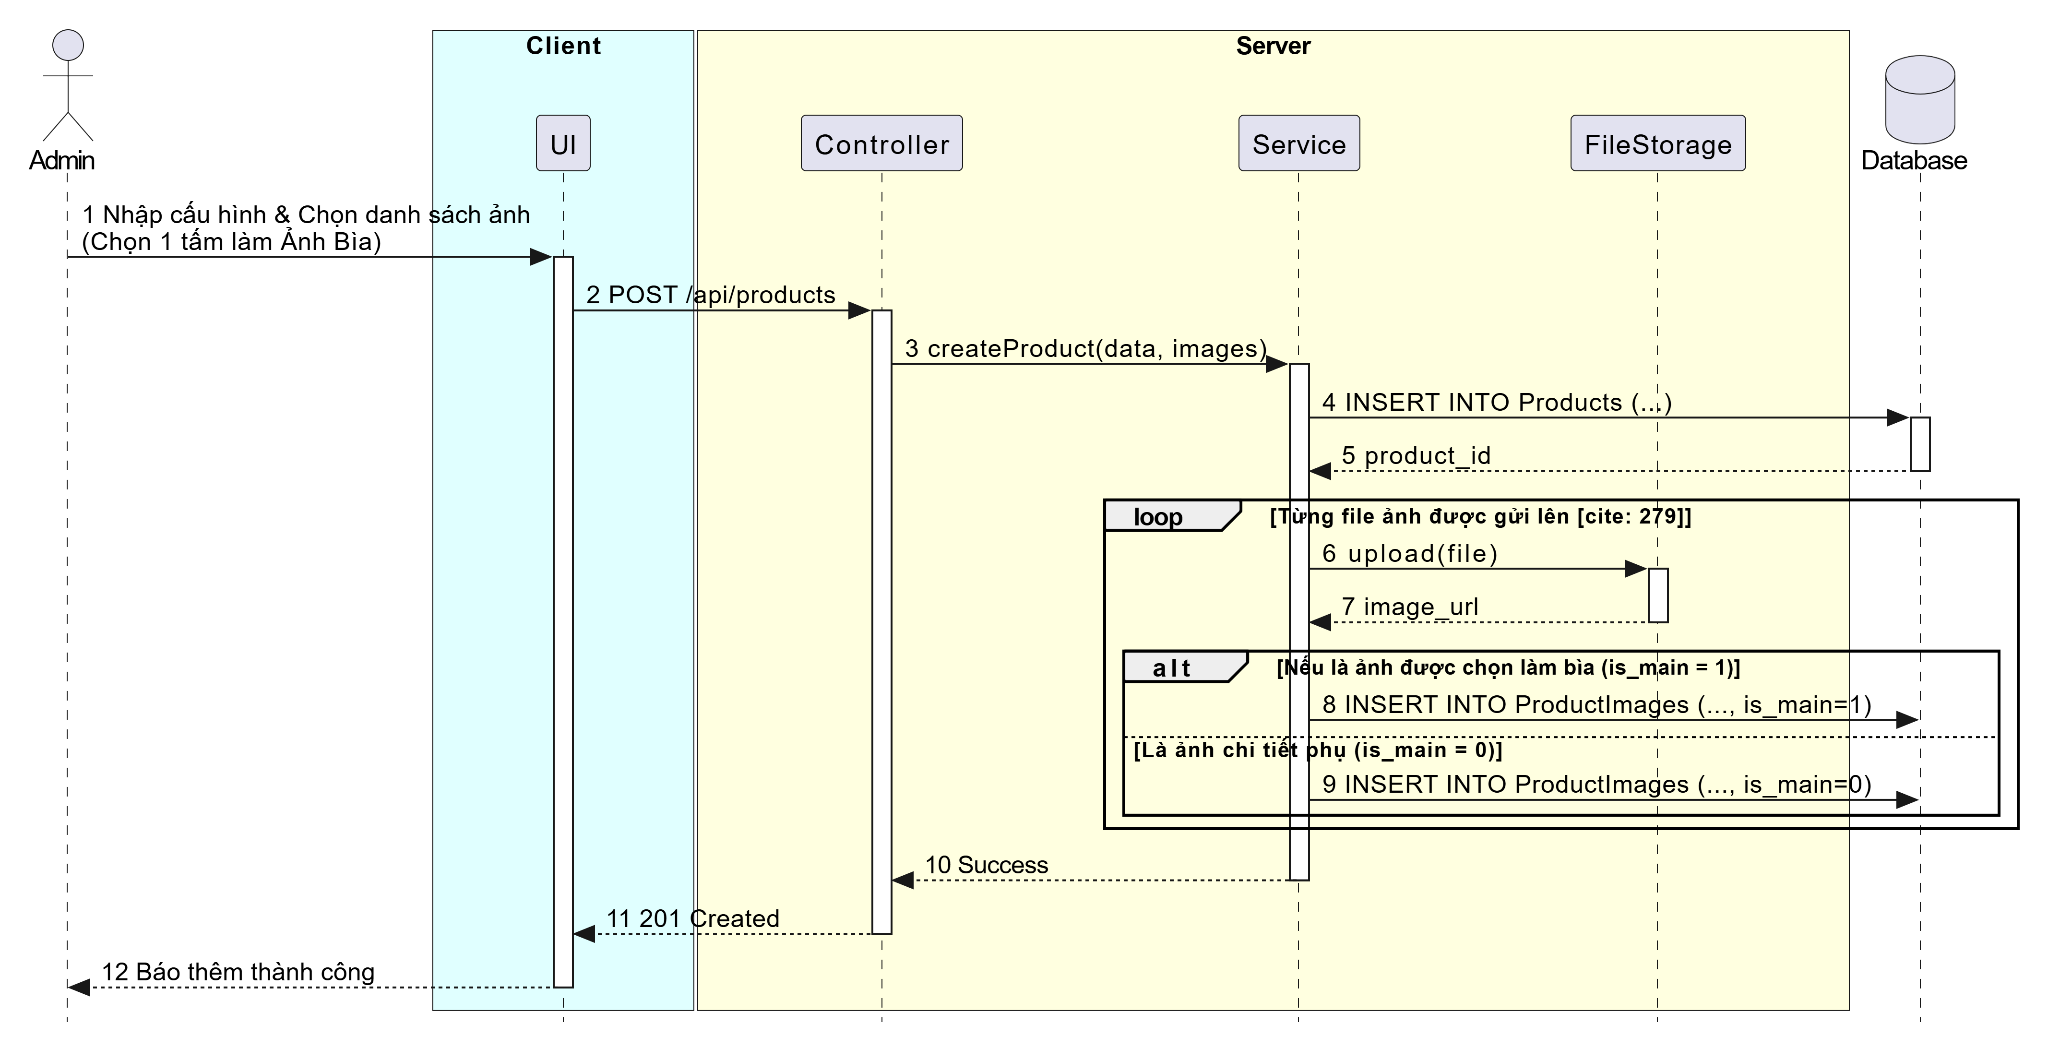 Client
Server
Admin
UI
Controller
Service
FileStorage
Database
1 Nhập cấu hình & Chọn danh sách ảnh
(Chọn 1 tấm làm Ảnh Bìa)
2 POST /api/products
3 createProduct(data, images)
4 INSERT INTO Products (...)
5 product_id
loop
[Từng file ảnh được gửi lên [cite: 279]]
6 upload(file)
7 image_url
alt
[Nếu là ảnh được chọn làm bìa (is_main = 1)]
8 INSERT INTO ProductImages (..., is_main=1)
[Là ảnh chi tiết phụ (is_main = 0)]
9 INSERT INTO ProductImages (..., is_main=0)
10 Success
11 201 Created
12 Báo thêm thành công